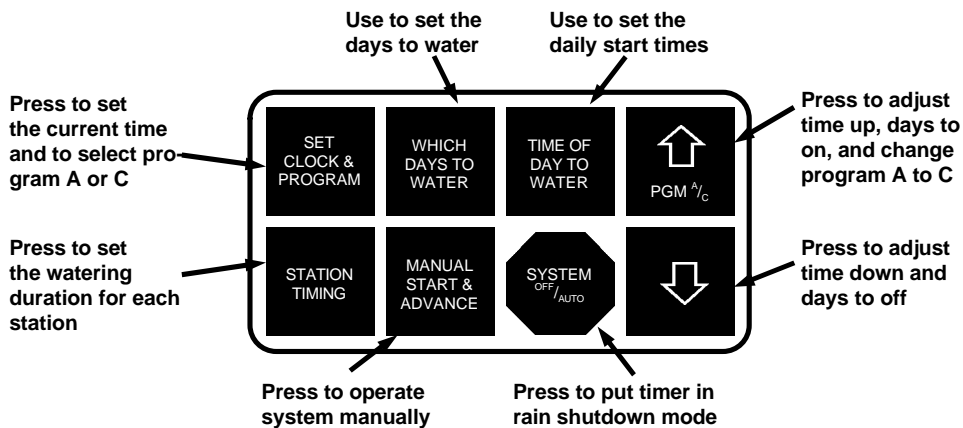 Use to set the
days to water
Use to set the
daily start times
Press to set
the current time
and to select pro-
gram A or C
Press to adjust
time up, days to
on, and change
program A to C
SET
CLOCK &
PROGRAM
WHICH
DAYS TO
WATER
TIME OF
DAY TO
WATER
PGM A/C
Press to set
the watering
duration for each
station
Press to adjust
time down and
days to off
STATION
TIMING
MANUAL
START &
ADVANCE
SYSTEM
OFF/AUTO
Press to operate
system manually
Press to put timer in
rain shutdown mode